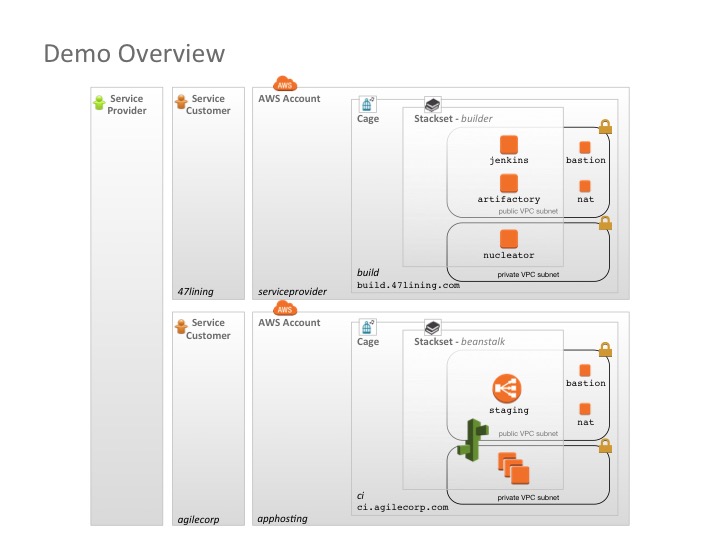 Demo Overview
Service
Provider
Service
Customer
47lining
AWS
AWS Account
serviceprovider
Cage
build
build.47lining.com
Stackset - builder
jenkins
artifactory
public VPC subnet
bastion
nat
nucleator
private VPC subnet
Service
Customer
agilecorp
AWS
AWS Account
apphosting
Cage
ci
ci.agilecorp.com
Stackset - beanstalk
staging
public VPC subnet
bastion
nat
private VPC subnet